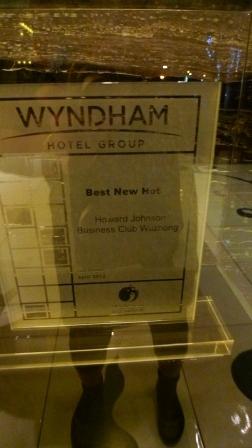 WYNDHAM
HOTEL GROUP
Best New Hot
Howard Johnson
Business Club Wuzhong